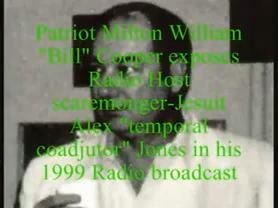 Patriot Milton William
"Bill" Cooper exposes
Radio Host
scaremonger-Jesuit
Alex "temporal
coadjutor" Jones in his
1999 Radio broadcast